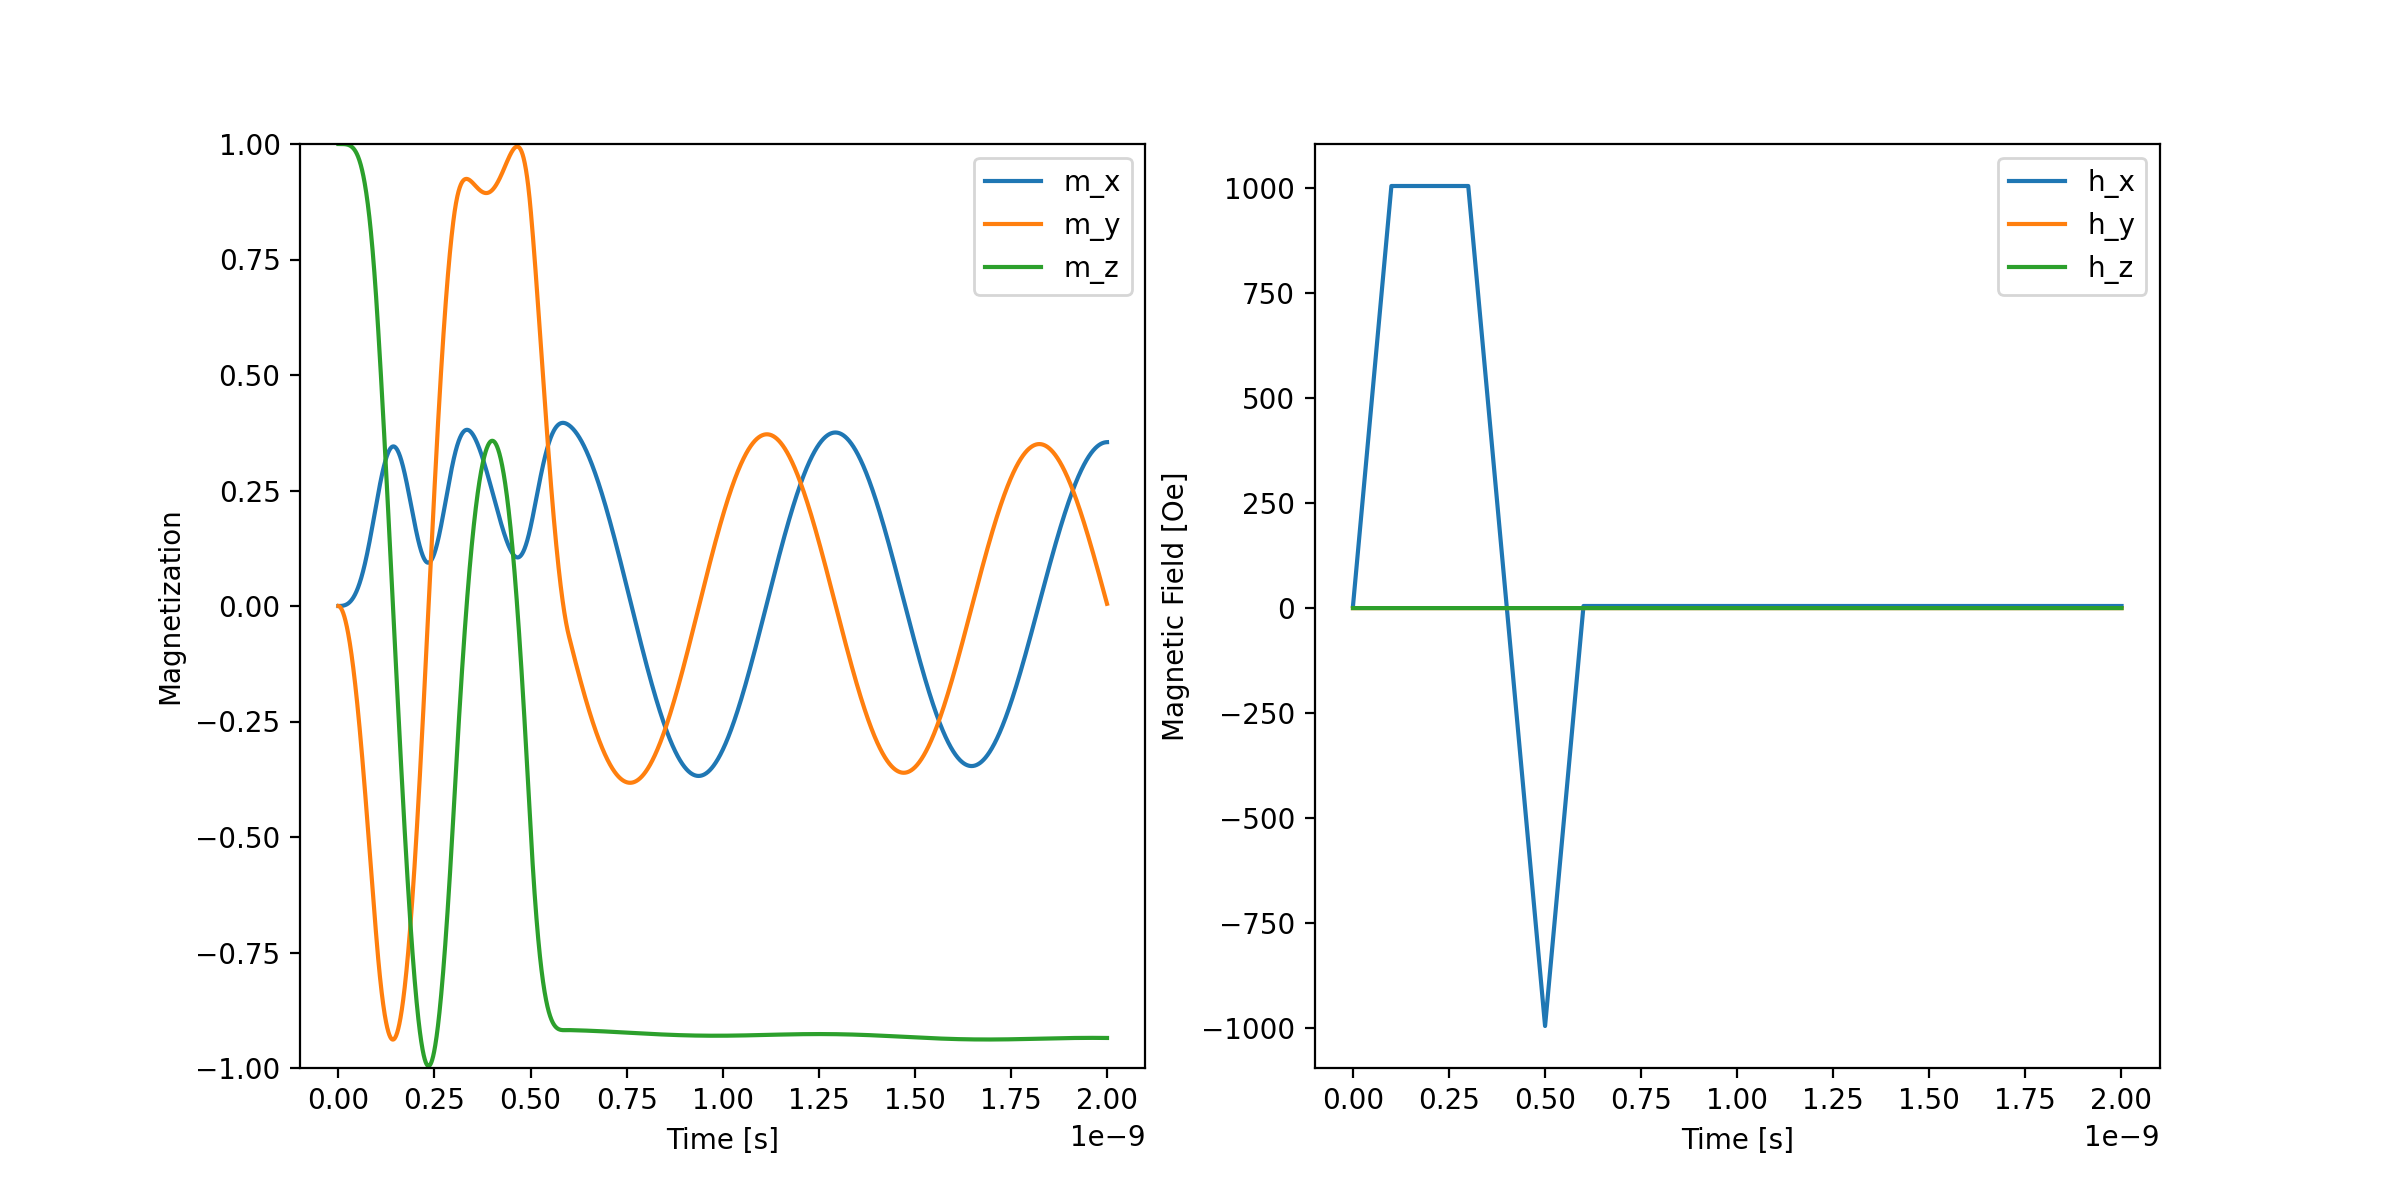 Magnetization
1.00
0.75
0.50
0.25
0.00
−0.25
−0.50
−0.75
−1.00
m_x
m_y
m_z
0.00 0.25 0.50 0.75 1.00 1.25 1.50 1.75 2.00
Time [s]
1e−9
Magnetic Field [Oe]
1000
750
500
250
0
−250
−500
−750
−1000
h_x
h_y
h_z
0.00 0.25 0.50 0.75 1.00 1.25 1.50 1.75 2.00
Time [s]
1e−9